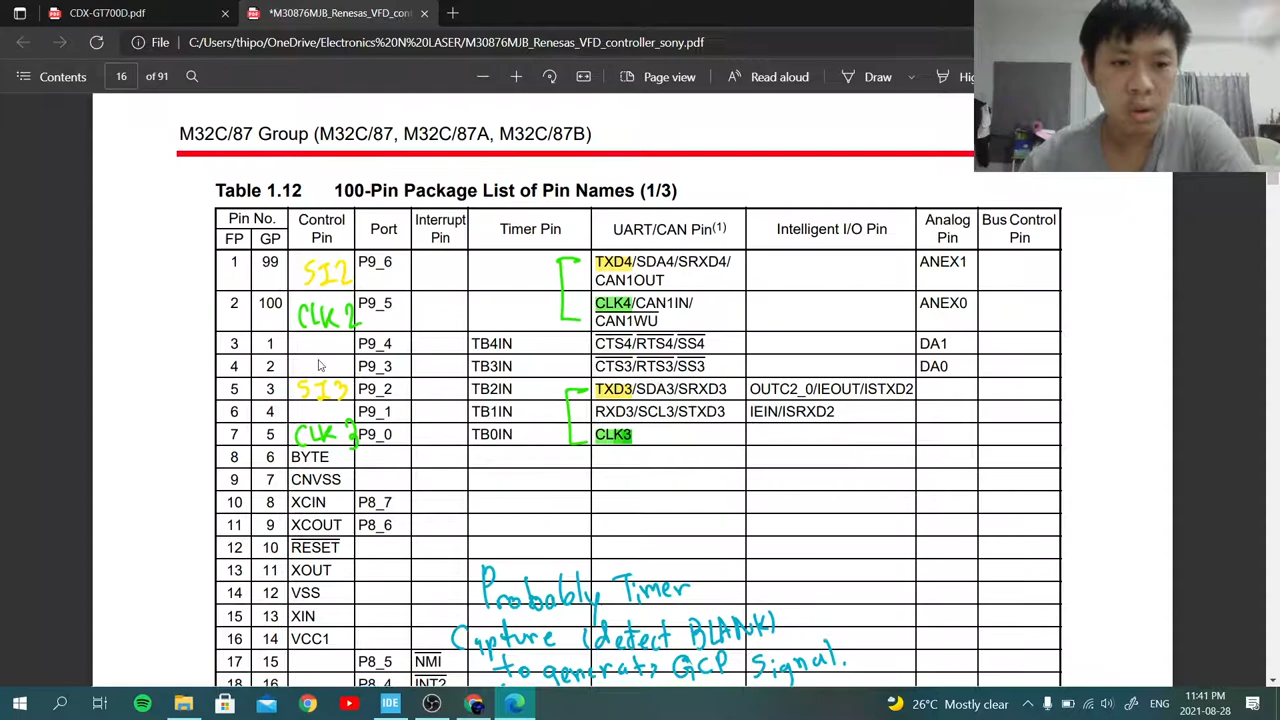 CDX-GT700D.pdf
*M30876MJB_Renesas_VFD_cont
File C:/Users/thipo/OneDrive/Electronics%20N%20LASER/M30876MJB_Renesas_VFD_controller_sony.pdf
Contents 16 of 91 Page view Read aloud Draw
M32C/87 Group (M32C/87, M32C/87A, M32C/87B)
Table 1.12 100-Pin Package List of Pin Names (1/3)
Pin No. Control Pin Port Interrupt Pin Timer Pin UART/CAN Pin(1) Intelligent I/O Pin Analog Pin Bus Control Pin
FP GP
1 99 SI2 P9_6 TXD4/SDA4/SRXD4/ ANEX1
CAN1OUT
2 100 CLK2 P9_5 CLK4/CAN1IN/ ANEX0
CAN1WU
3 1 P9_4 TB4IN CTS4/RTS4/SS4 DA1
4 2 P9_3 TB3IN CTS3/RTS3/SS3 DA0
5 3 SI3 P9_2 TB2IN TXD3/SDA3/SRXD3 OUTC2_0/IEOUT/ISTXD2
6 4 P9_1 TB1IN RXD3/SCL3/STXD3 IEIN/ISRXD2
7 5 CLK3 P9_0 TB0IN CLK3
8 6 BYTE
9 7 CNVSS
10 8 XCIN P8_7
11 9 XCOUT P8_6
12 10 RESET
13 11 XOUT
14 12 VSS
15 13 XIN
16 14 VCC1
17 15 P8_5 NMI
18 16 P8_4 INT2
Probably Timer
Capture (detect BLANK)
to generate GCP signal.
IDE
26°C Mostly clear
ENG
11:41 PM
2021-08-28